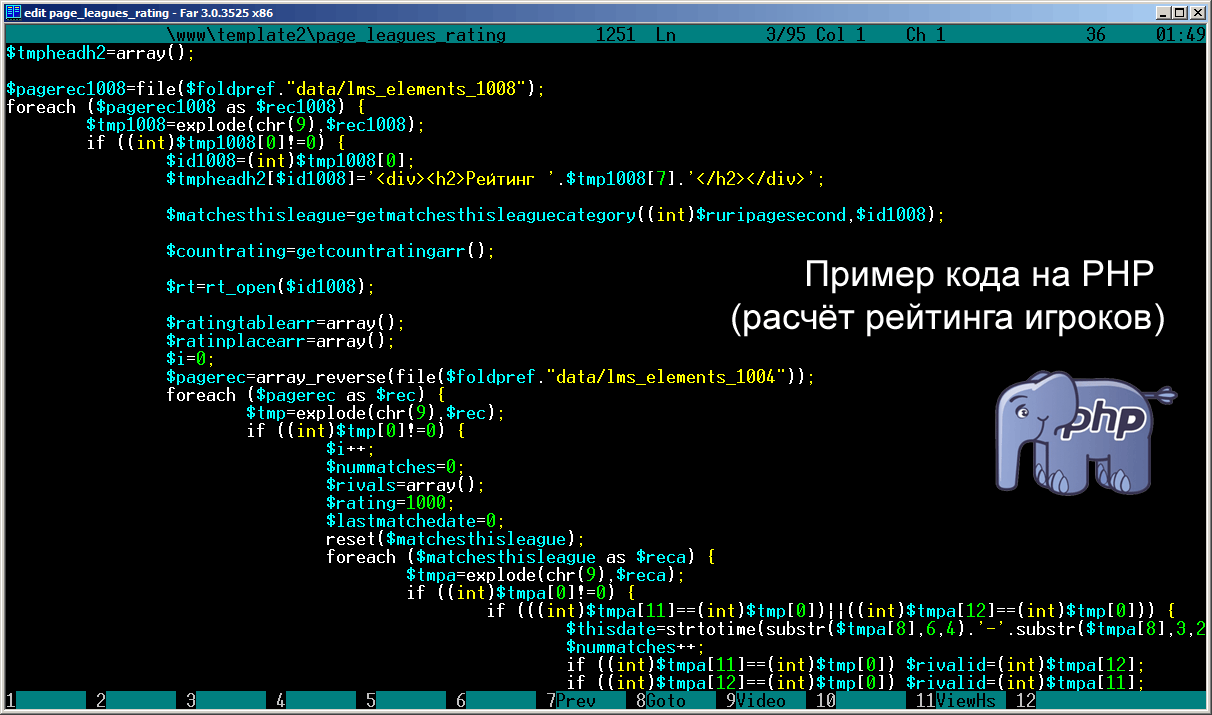 edit page_leagues_rating - Far 3.0.3525 x86
\www\template2\page_leagues_rating 1251 Ln 3/95 Col 1 Ch 1 36 01:49
$tmpheadh2=array();
$pagerec1008=file($foldpref."data/lms_elements_1008");
foreach ($pagerec1008 as $rec1008) {
$tmp1008=explode(chr(9),$rec1008);
if ((int)$tmp1008[0]!=0) {
$id1008=(int)$tmp1008[0];
$tmpheadh2[$id1008]='<div><h2>Рейтинг '.$tmp1008[7].'</h2></div>';
$matchesthisleague=getmatchesthisleaguecategory((int)$ruripagesecond,$id1008);
$countrating=getcountratingarr();
$rt=rt_open($id1008);
Пример кода на PHP
(расчёт рейтинга игроков)
$ratingtablearr=array();
$ratinplacearr=array();
$i=0;
$pagerec=array_reverse(file($foldpref."data/lms_elements_1004"));
foreach ($pagerec as $rec) {
$tmp=explode(chr(9),$rec);
if ((int)$tmp[0]!=0) {
php
$i++;
$nummatches=0;
$rivals=array();
$rating=1000;
$lastmatchedate=0;
reset($matchesthisleague);
foreach ($matchesthisleague as $reca) {
$tmpa=explode(chr(9),$reca);
if ((int)$tmpa[0]!=0) {
if (((int)$tmpa[11]==(int)$tmp[0])||((int)$tmpa[12]==(int)$tmp[0])) {
$thisdate=strtotime(substr($tmpa[8],6,4).'-'.substr($tmpa[8],3,2
$nummatches++;
if ((int)$tmpa[11]==(int)$tmp[0]) $rivalid=(int)$tmpa[12];
if ((int)$tmpa[12]==(int)$tmp[0]) $rivalid=(int)$tmpa[11];
1 2 3 4 5 6 7Prev 8Goto 9Video 10 11ViewHs 12